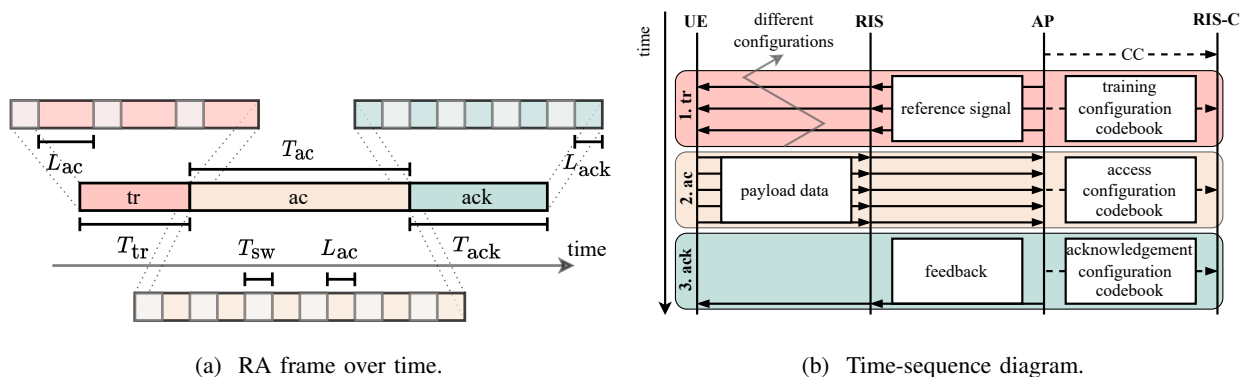 L_ac
T_ac
L_ack
tr
ac
ack
T_tr
T_sw
L_ac
T_ack
time
(a) RA frame over time.
time
UE
different
configurations
RIS
AP
RIS-C
CC
1. tr
reference signal
training
configuration
codebook
2. ac
payload data
access
configuration
codebook
3. ack
feedback
acknowledgement
configuration
codebook
(b) Time-sequence diagram.